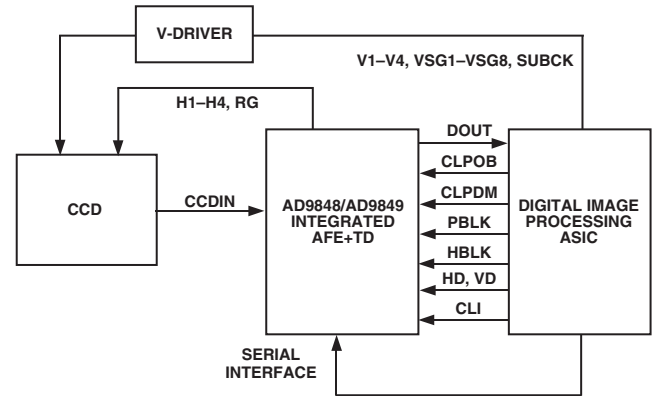 V-DRIVER
V1–V4, VSG1–VSG8, SUBCK
H1–H4, RG
DOUT
CLPOB
CCD
CCDIN
AD9848/AD9849
INTEGRATED
AFE+TD
CLPDM
PBLK
HBLK
HD, VD
CLI
DIGITAL IMAGE
PROCESSING
ASIC
SERIAL
INTERFACE